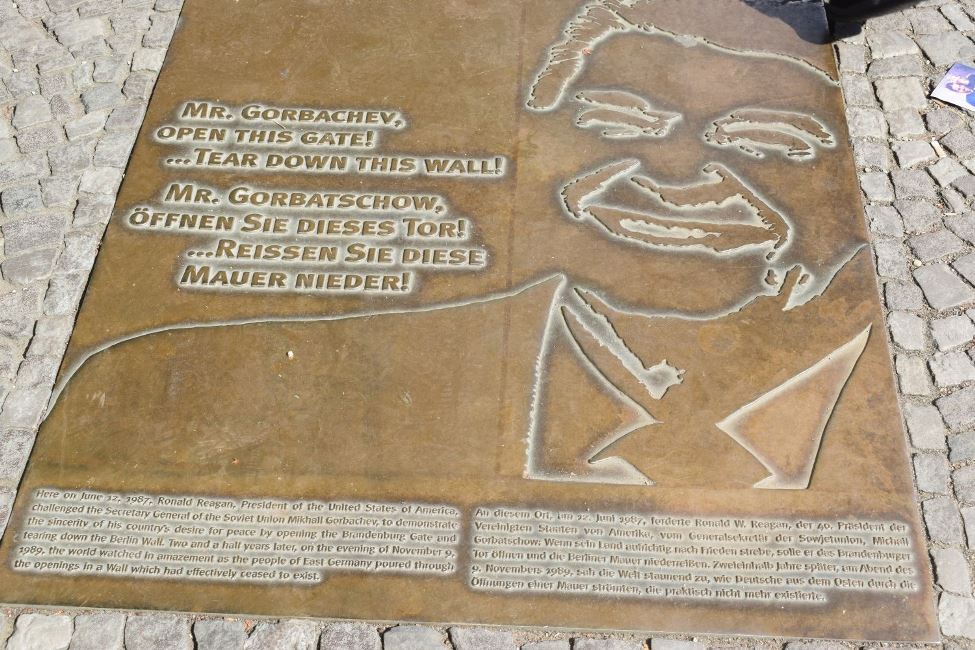 MR. GORBACHEV,
OPEN THIS GATE!
...TEAR DOWN THIS WALL!
MR. GORBATSCHOW,
ÖFFNEN SIE DIESES TOR!
...REISSEN SIE DIESE
MAUER NIEDER!
Here on June 12, 1987, Ronald Reagan, President of the United States of America
challenged the Secretary General of the Soviet Union Mikhail Gorbachev, to demonstrate
the sincerity of his country's desire for peace by opening the Brandenburg Gate and
tearing down the Berlin Wall. Two and a half years later, on the evening of November 9,
1989, the world watched in amazement as the people of East Germany poured through
the openings in a Wall which had effectively ceased to exist.
An diesem Ort, am 12. Juni 1987, forderte Ronald W. Reagan, der 40. Präsident der
Vereinigten Staaten von Amerika, vom Generalsekretär der Sowjetunion, Michail
Gorbatschow: Wenn sein Land aufrichtig nach Frieden strebe, solle er das Brandenburger
Tor öffnen und die Berliner Mauer niederreißen. Zweieinhalb Jahre später, am Abend des
9. Novembers 1989, sah die Welt staunend zu, wie Deutsche aus dem Osten durch die
Öffnungen einer Mauer strömten, die praktisch nicht mehr existierte.